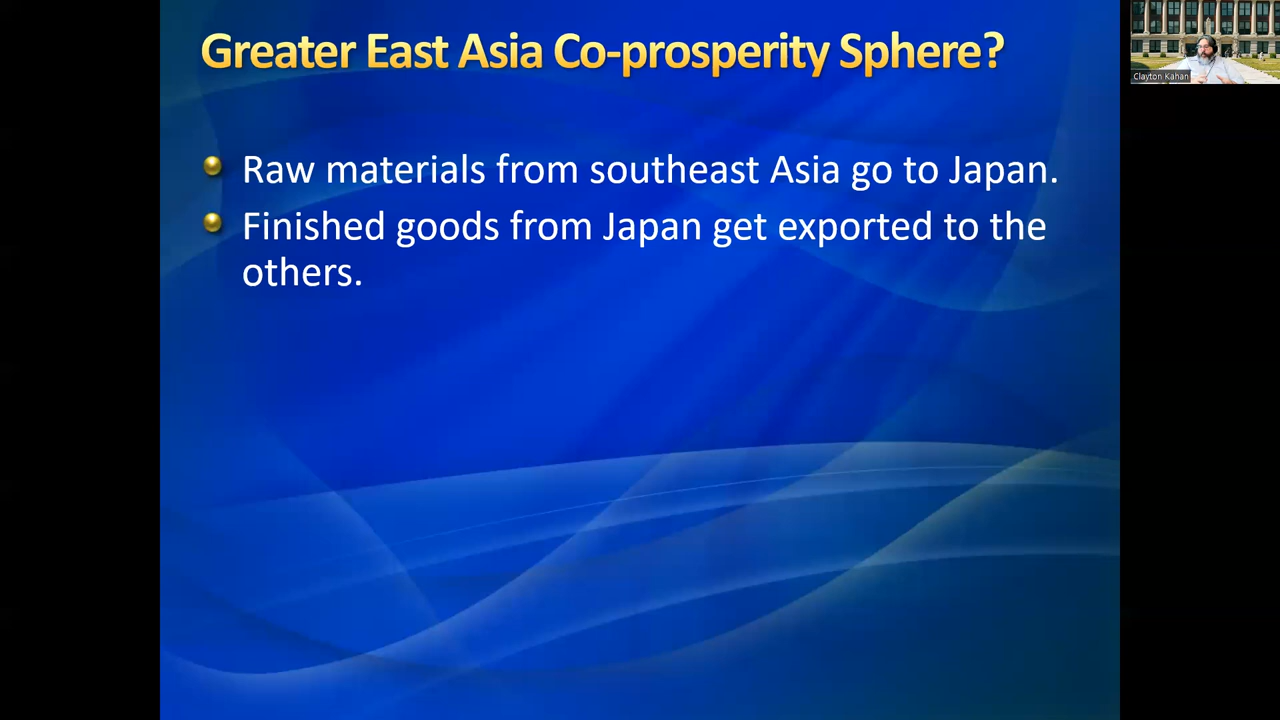 Greater East Asia Co-prosperity Sphere?
Raw materials from southeast Asia go to Japan.
Finished goods from Japan get exported to the
others.
Clayton Kahan